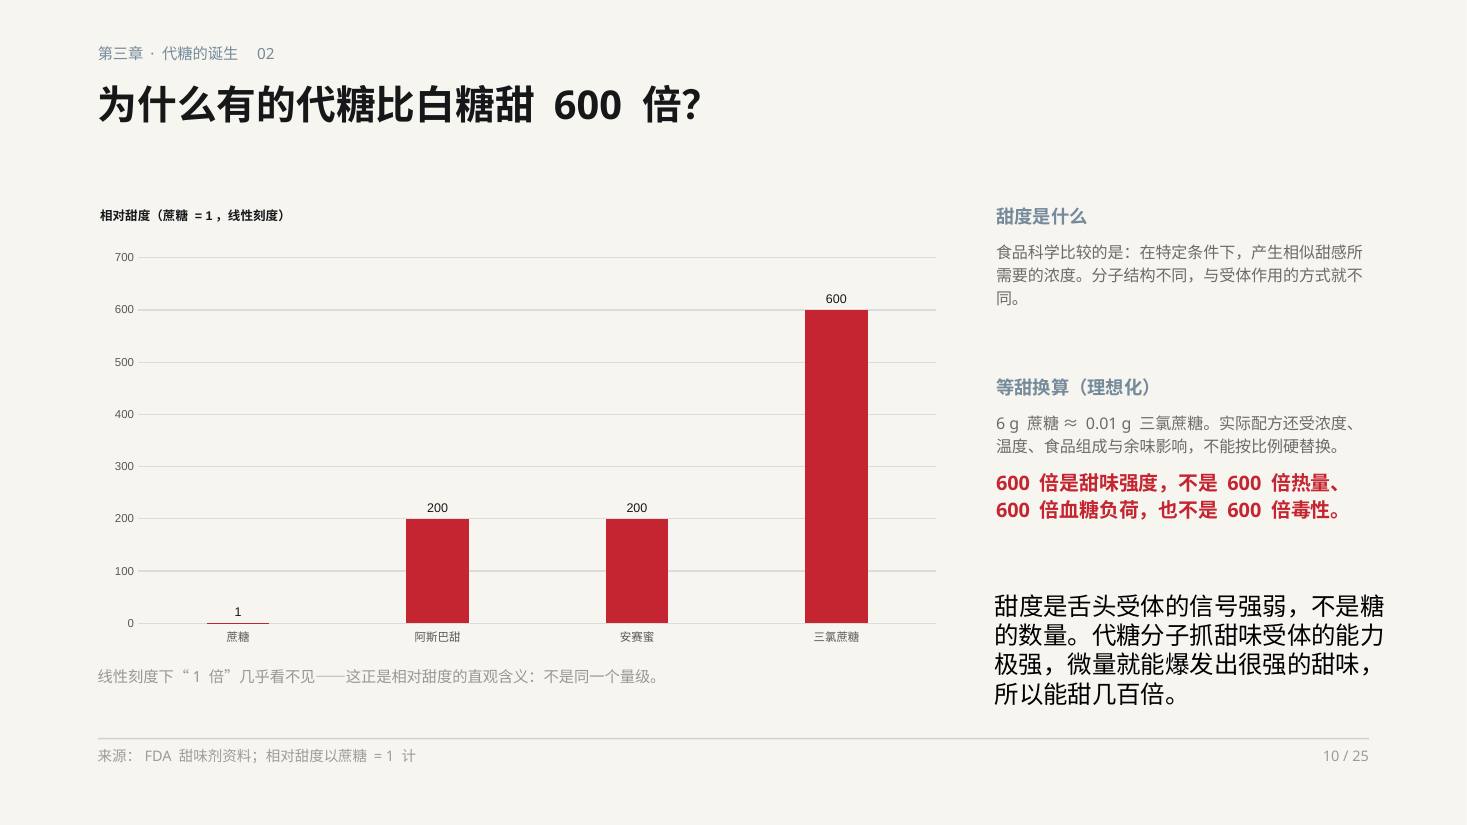 第三章 · 代糖的诞生 02
为什么有的代糖比白糖甜 600 倍？
相对甜度（蔗糖 = 1 ，线性刻度）
700
600
500
400
300
200
100
0
1
200
200
600
蔗糖
阿斯巴甜
安赛蜜
三氯蔗糖
线性刻度下“ 1 倍”几乎看不见——这正是相对甜度的直观含义：不是同一个量级。
甜度是什么
食品科学比较的是：在特定条件下，产生相似甜感所
需要的浓度。分子结构不同，与受体作用的方式就不
同。
等甜换算（理想化）
6 g 蔗糖 ≈ 0.01 g 三氯蔗糖。实际配方还受浓度、
温度、食品组成与余味影响，不能按比例硬替换。
600 倍是甜味强度，不是 600 倍热量、
600 倍血糖负荷，也不是 600 倍毒性。
甜度是舌头受体的信号强弱，不是糖
的数量。代糖分子抓甜味受体的能力
极强，微量就能爆发出很强的甜味，
所以能甜几百倍。
来源： FDA 甜味剂资料；相对甜度以蔗糖 = 1 计
10 / 25